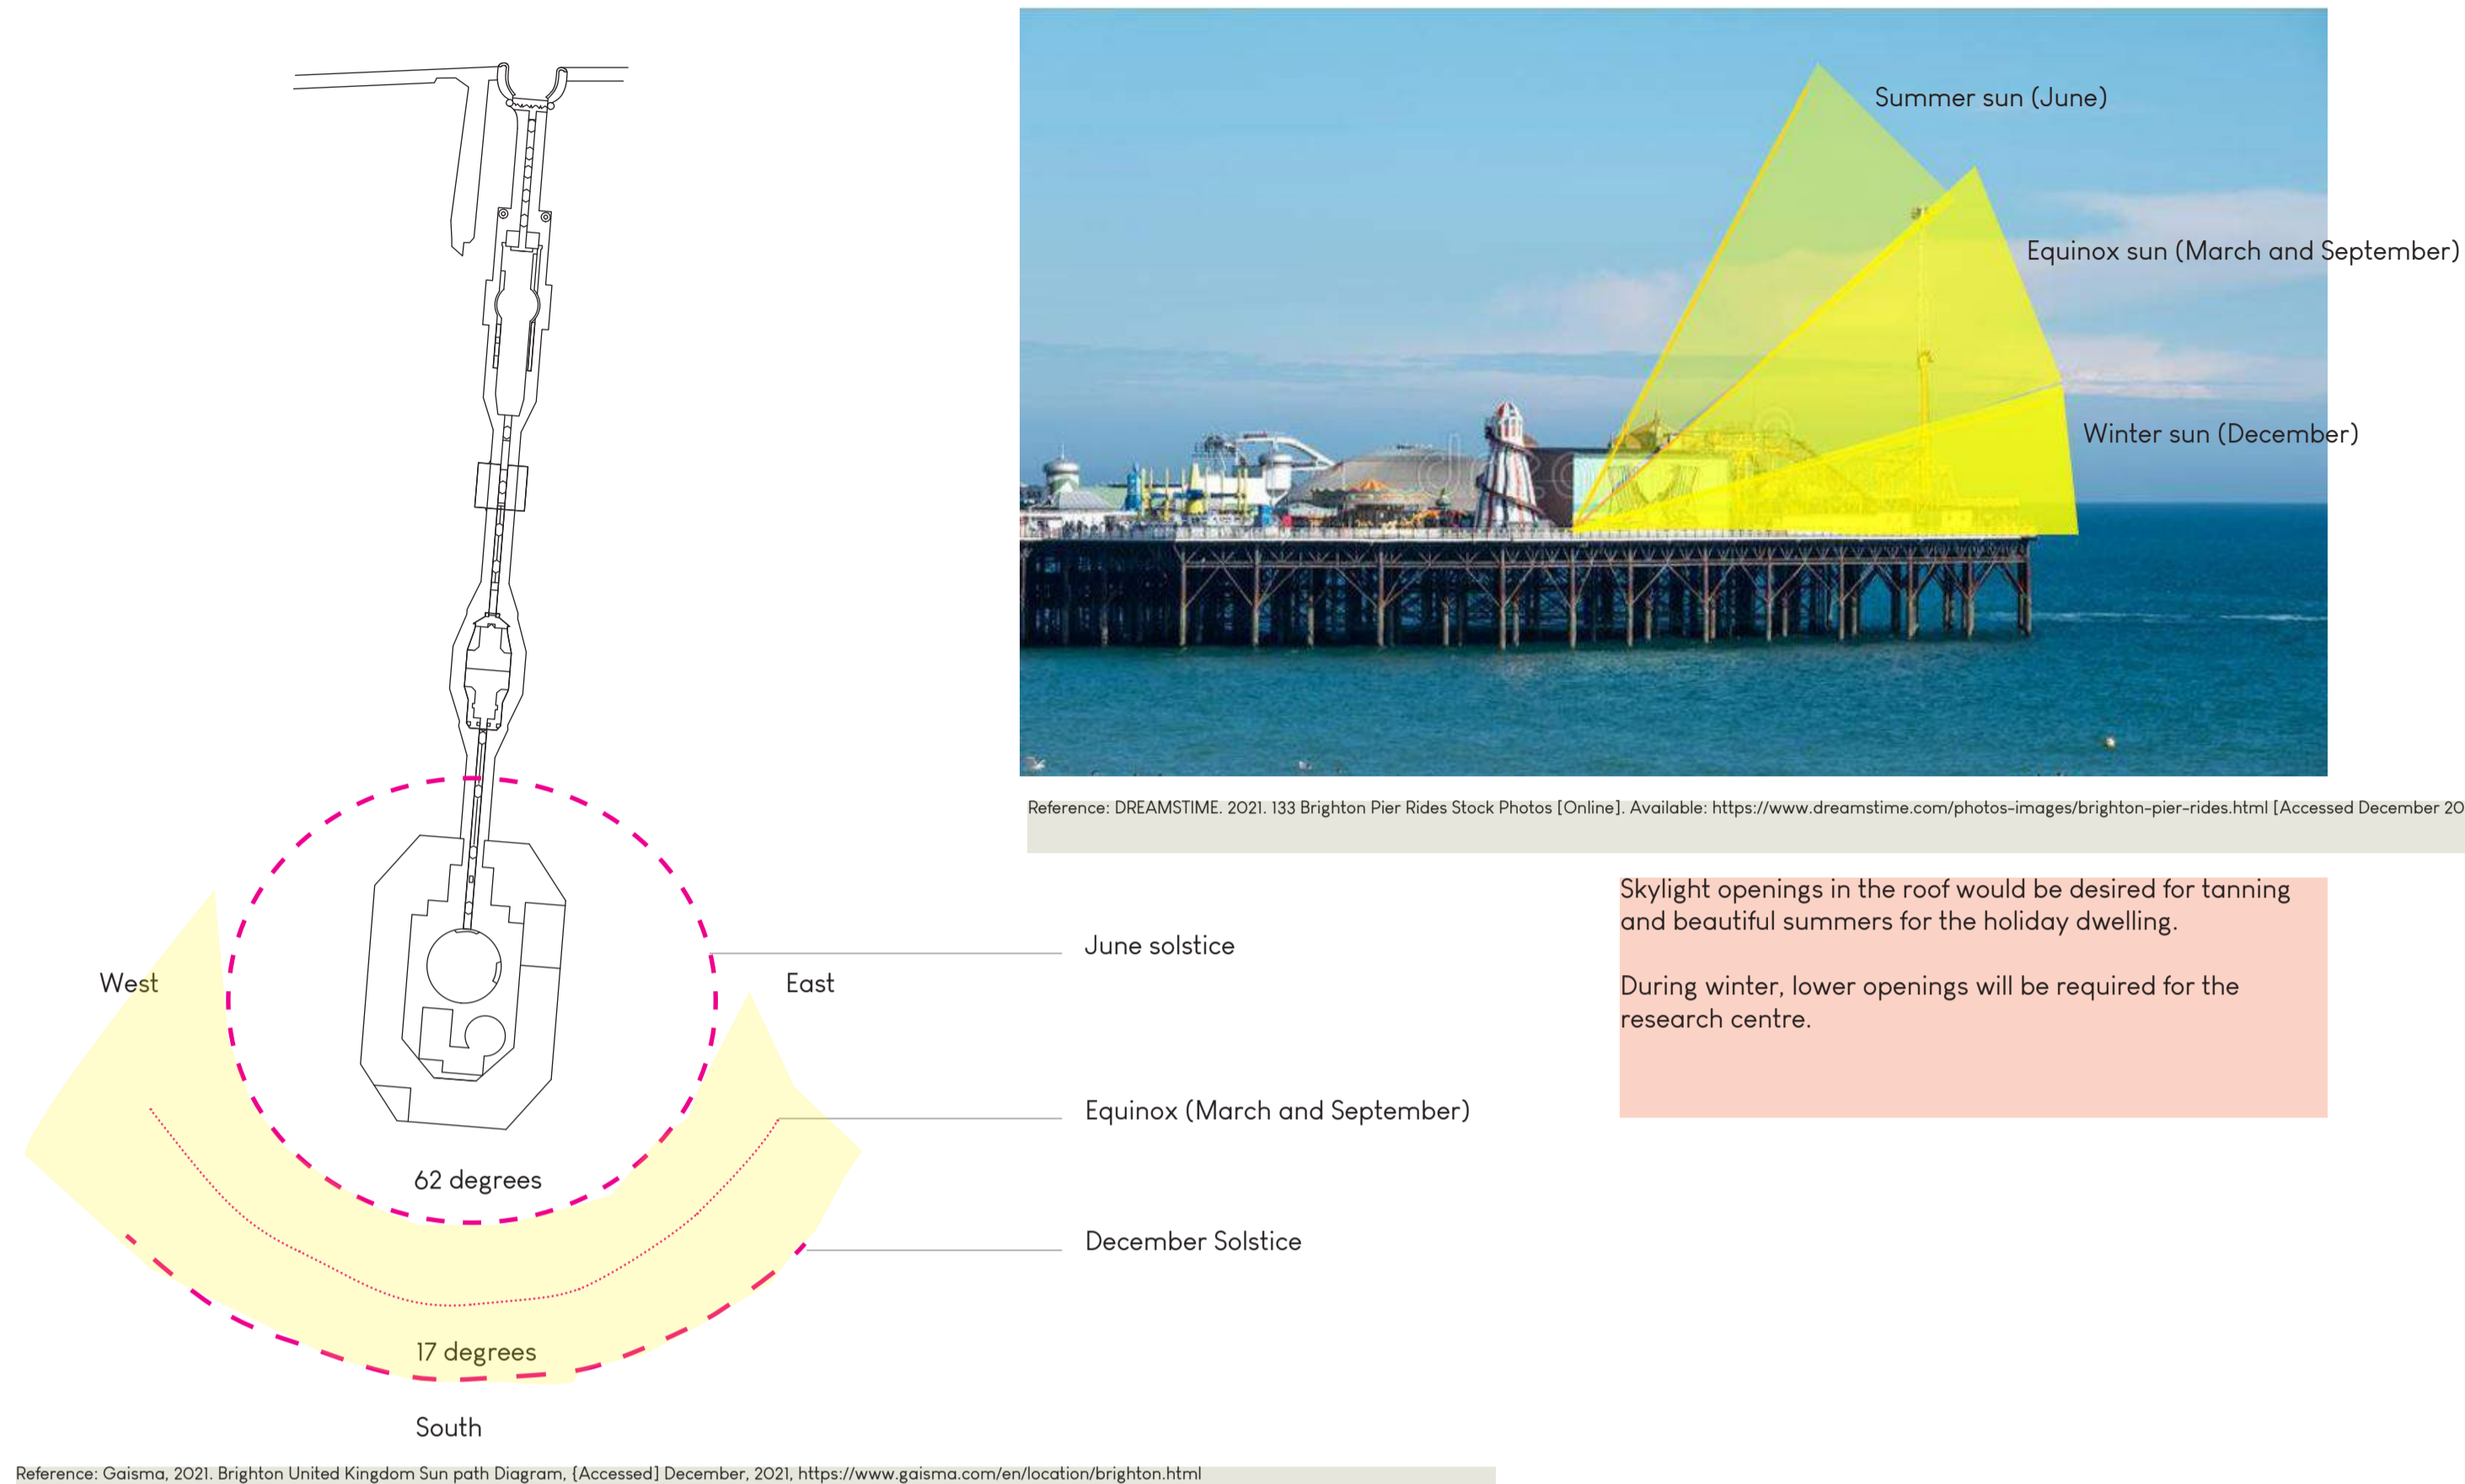 Summer sun (June)
Equinox sun (March and September)
Winter sun (December)
Reference: DREAMSTIME. 2021. 133 Brighton Pier Rides Stock Photos [Online]. Available: https://www.dreamstime.com/photos-images/brighton-pier-rides.html [Accessed December 20
Skylight openings in the roof would be desired for tanning
and beautiful summers for the holiday dwelling.
During winter, lower openings will be required for the
research centre.
West
East
June solstice
Equinox (March and September)
62 degrees
December Solstice
17 degrees
South
Reference: Gaisma, 2021. Brighton United Kingdom Sun path Diagram, {Accessed] December, 2021, https://www.gaisma.com/en/location/brighton.html